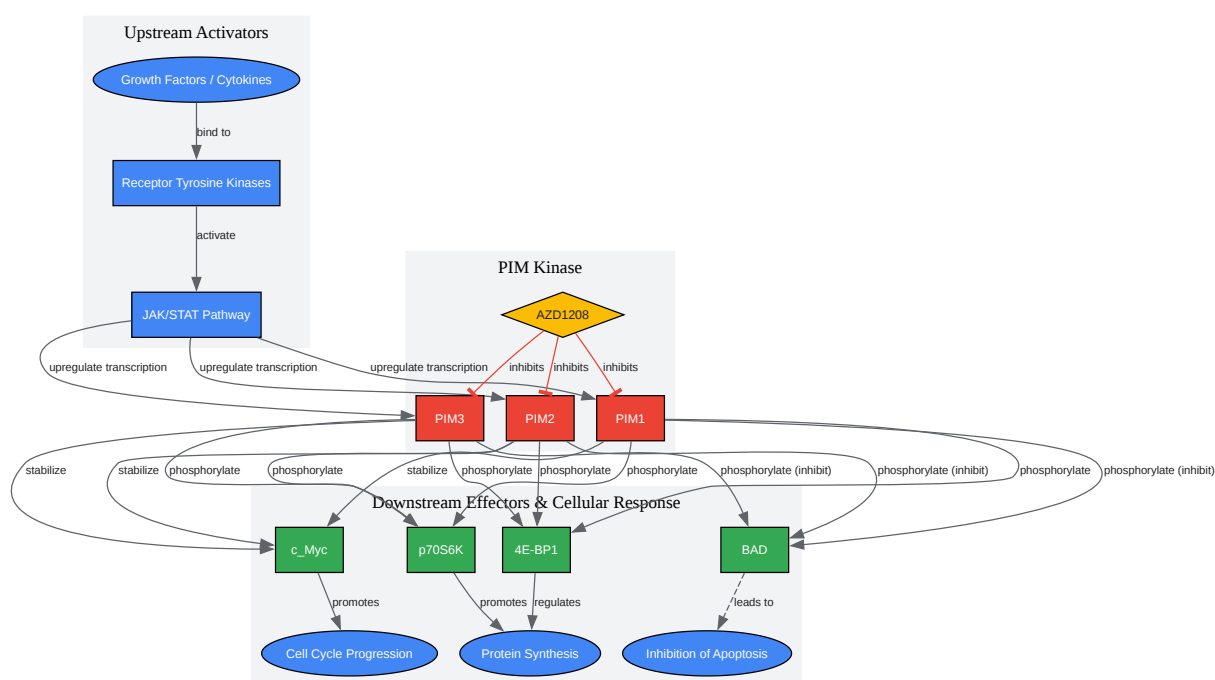 Upstream Activators
Growth Factors / Cytokines
bind to
Receptor Tyrosine Kinases
activate
JAK/STAT Pathway
PIM Kinase
AZD1208
upregulate transcription
upregulate transcription
upregulate transcription
inhibits
inhibits
inhibits
PIM3
PIM2
PIM1
stabilize
stabilize
phosphorylate
phosphorylate
stabilize
phosphorylate
phosphorylate
phosphorylate
phosphorylate (inhibit)
phosphorylate (inhibit)
phosphorylate
phosphorylate (inhibit)
Downstream Effectors & Cellular Response
c_Myc
p70S6K
4E-BP1
BAD
promotes
promotes
regulates
leads to
Cell Cycle Progression
Protein Synthesis
Inhibition of Apoptosis